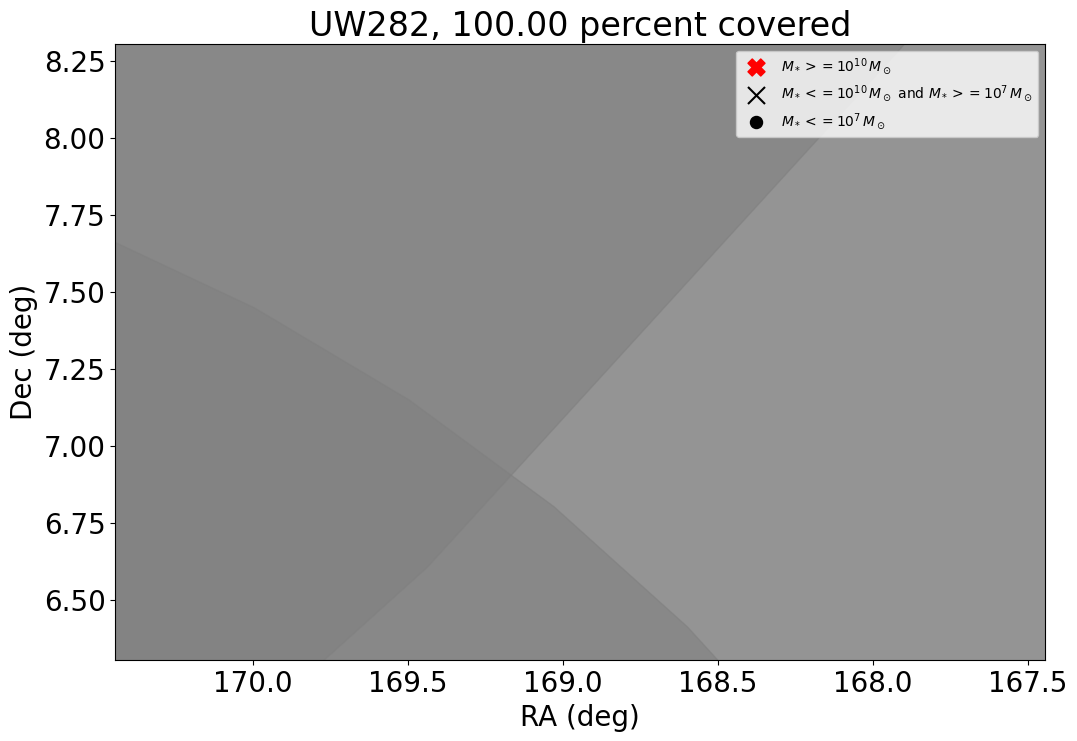 UW282, 100.00 percent covered
M* >= 10^10 M⊙
M* <= 10^10 M⊙ and M* >= 10^7 M⊙
M* <= 10^7 M⊙
8.25
8.00
7.75
7.50
7.25
7.00
6.75
6.50
Dec (deg)
170.0 169.5 169.0 168.5 168.0 167.5
RA (deg)